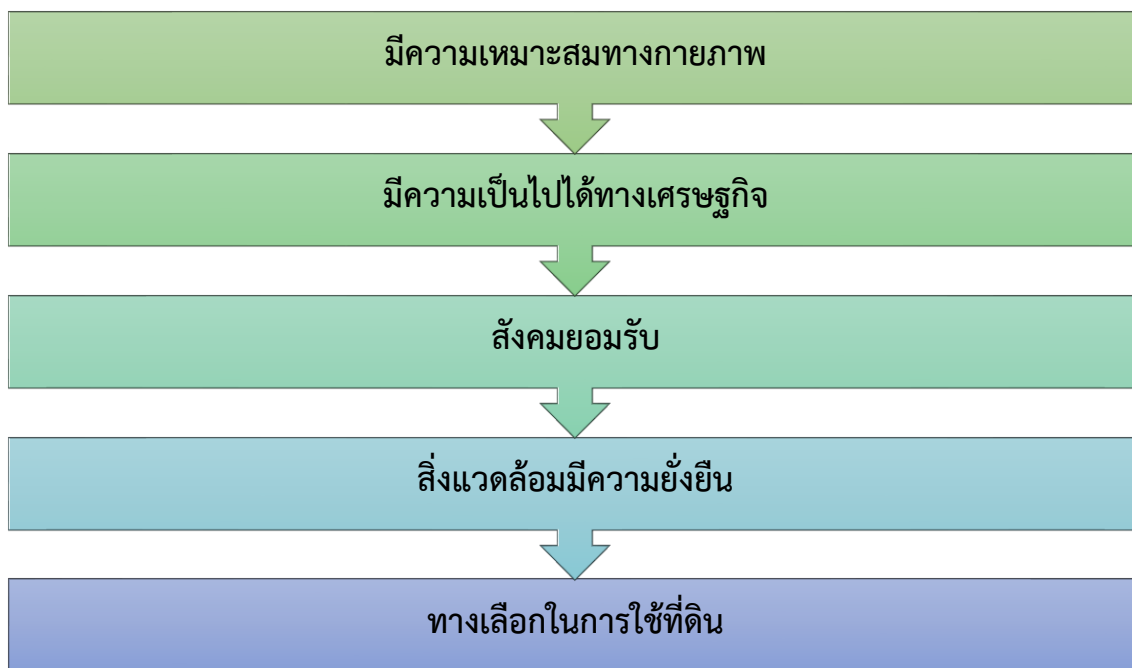 มีความเหมาะสมทางกายภาพ
มีความเป็นไปได้ทางเศรษฐกิจ
สังคมยอมรับ
สิ่งแวดล้อมมีความยั่งยืน
ทางเลือกในการใช้ที่ดิน